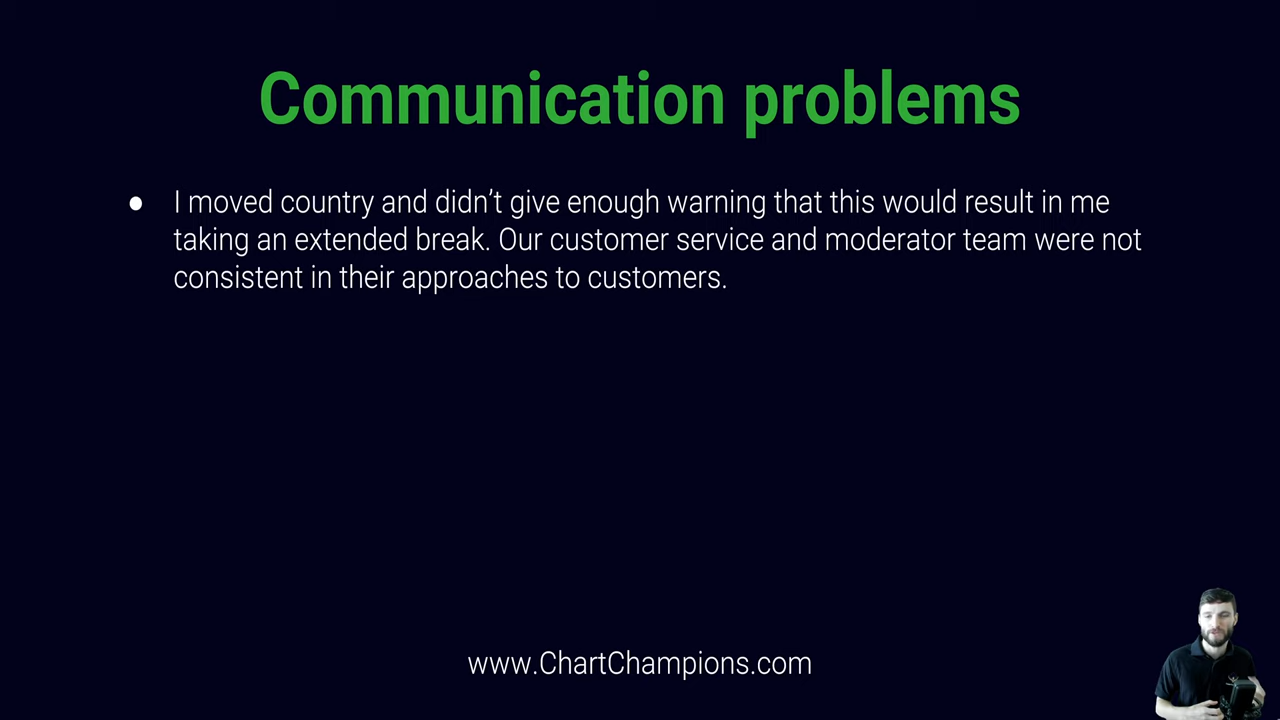 Communication problems
● I moved country and didn’t give enough warning that this would result in me
taking an extended break. Our customer service and moderator team were not
consistent in their approaches to customers.
www.ChartChampions.com